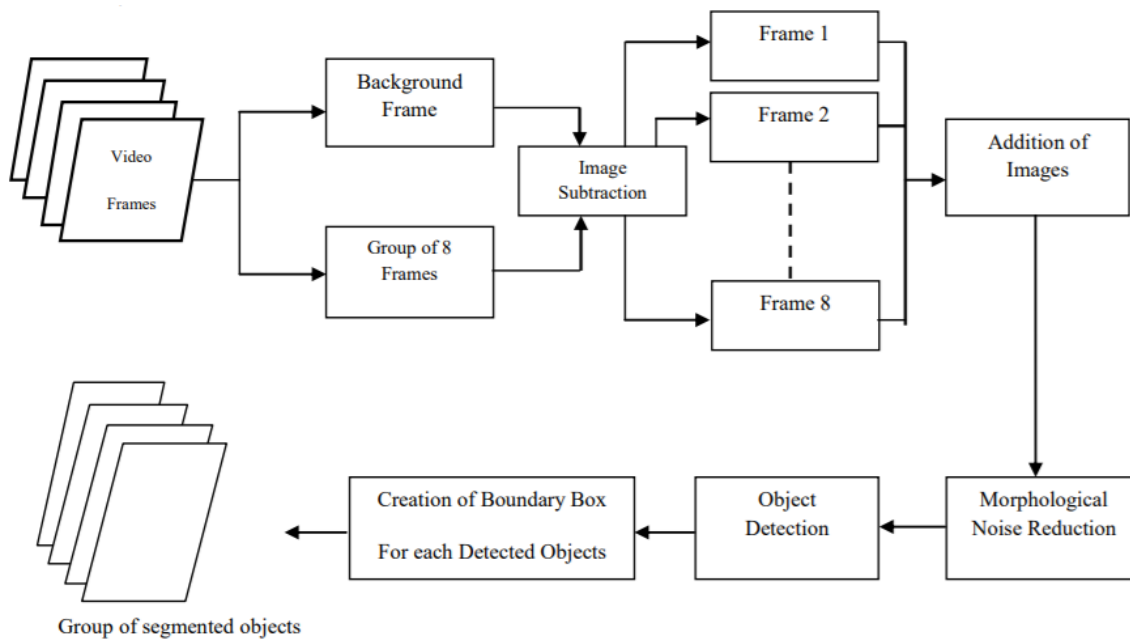 Video
Frames
Background
Frame
Group of 8
Frames
Image
Subtraction
Frame 1
Frame 2
Frame 8
Addition of
Images
Morphological
Noise Reduction
Object
Detection
Creation of Boundary Box
For each Detected Objects
Group of segmented objects